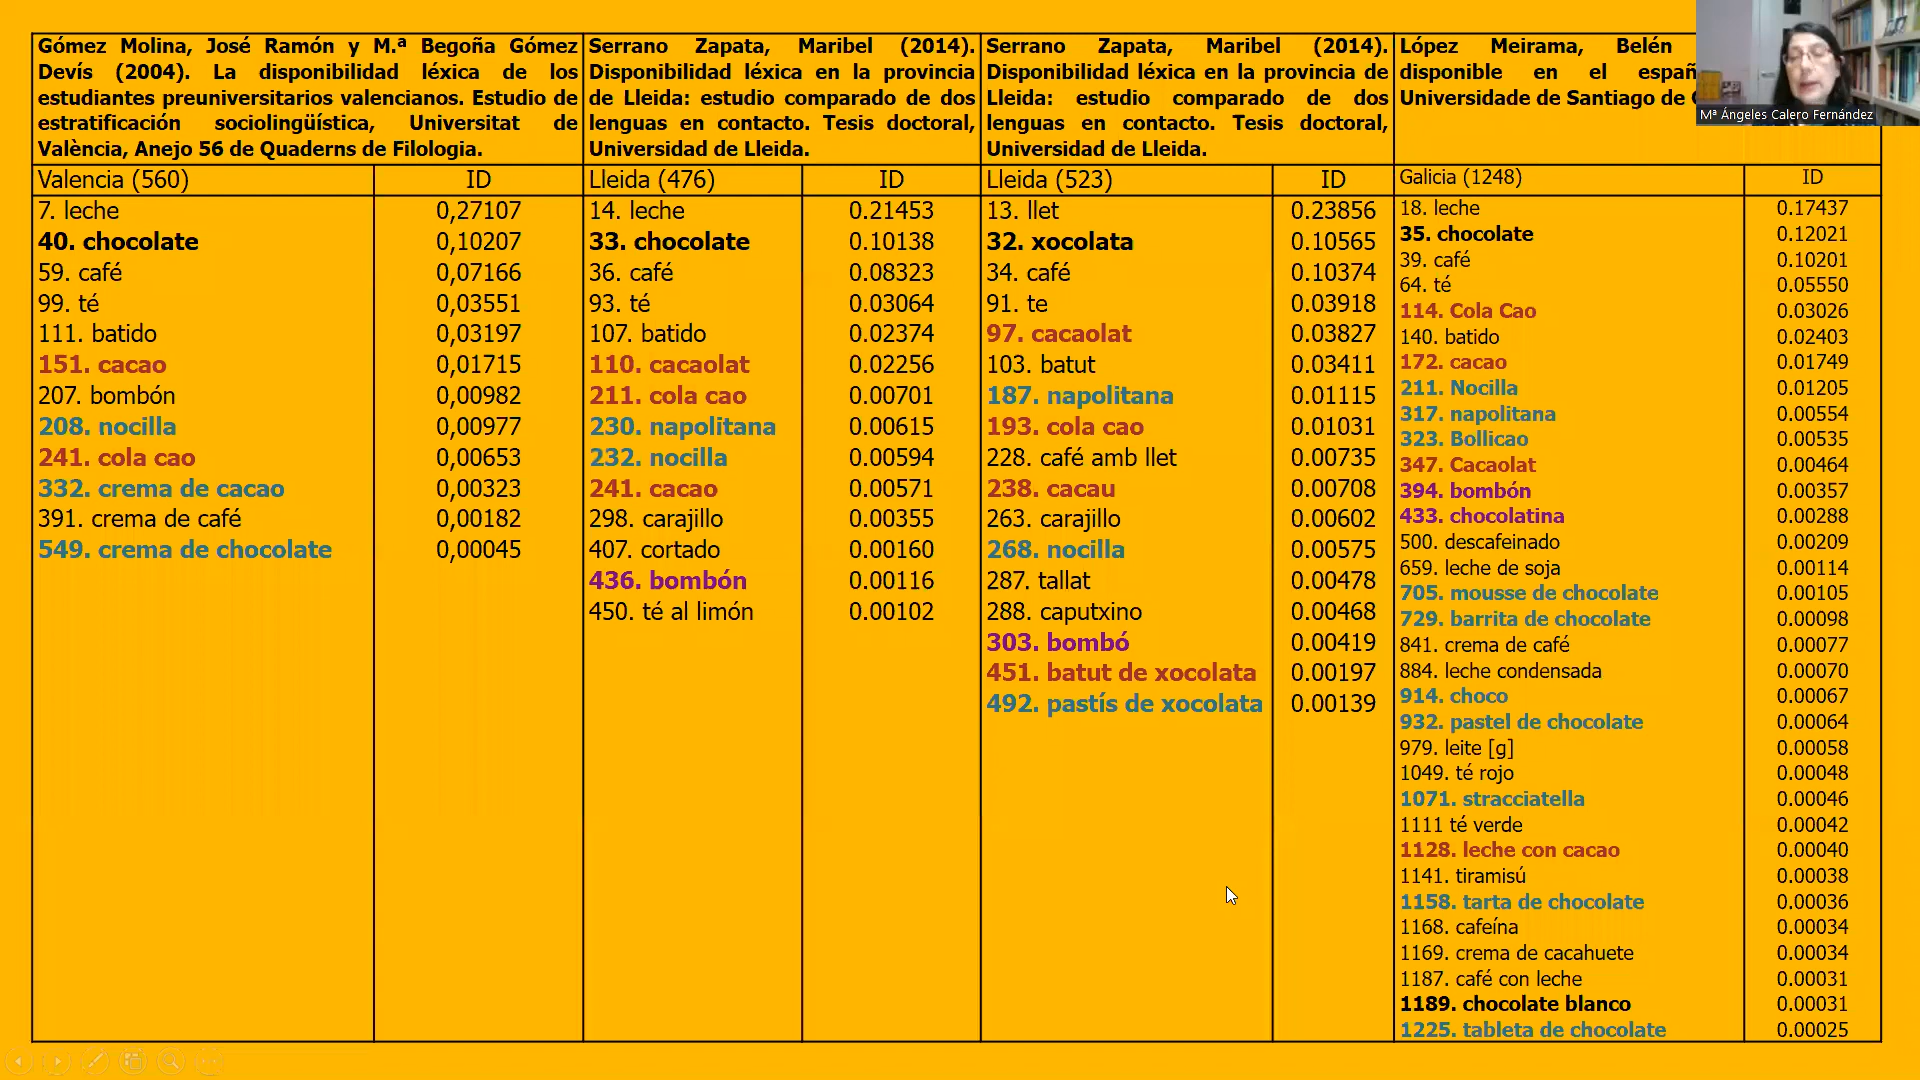 Gómez Molina, José Ramón y M.ª Begoña Gómez
Devís (2004). La disponibilidad léxica de los
estudiantes preuniversitarios valencianos. Estudio de
estratificación sociolingüística, Universitat de
València, Anejo 56 de Quaderns de Filologia.
Serrano Zapata, Maribel (2014).
Disponibilidad léxica en la provincia
de Lleida: estudio comparado de dos
lenguas en contacto. Tesis doctoral,
Universidad de Lleida.
Serrano Zapata, Maribel (2014).
Disponibilidad léxica en la provincia de
Lleida: estudio comparado de dos
lenguas en contacto. Tesis doctoral,
Universidad de Lleida.
López Meirama, Belén
disponible en el españ
Universidade de Santiago de
Mª Ángeles Calero Fernández
Valencia (560) ID
7. leche 0,27107
40. chocolate 0,10207
59. café 0,07166
99. té 0,03551
111. batido 0,03197
151. cacao 0,01715
207. bombón 0,00982
208. nocilla 0,00977
241. cola cao 0,00653
332. crema de cacao 0,00323
391. crema de café 0,00182
549. crema de chocolate 0,00045
Lleida (476) ID
14. leche 0.21453
33. chocolate 0.10138
36. café 0.08323
93. té 0.03064
107. batido 0.02374
110. cacaolat 0.02256
211. cola cao 0.00701
230. napolitana 0.00615
232. nocilla 0.00594
241. cacao 0.00571
298. carajillo 0.00355
407. cortado 0.00160
436. bombón 0.00116
450. té al limón 0.00102
Lleida (523) ID
13. llet 0.23856
32. xocolata 0.10565
34. café 0.10374
91. te 0.03918
97. cacaolat 0.03827
103. batut 0.03411
187. napolitana 0.01115
193. cola cao 0.01031
228. café amb llet 0.00735
238. cacau 0.00708
263. carajillo 0.00602
268. nocilla 0.00575
287. tallat 0.00478
288. caputxino 0.00468
303. bombó 0.00419
451. batut de xocolata 0.00197
492. pastís de xocolata 0.00139
Galicia (1248) ID
18. leche 0.17437
35. chocolate 0.12021
39. café 0.10201
64. té 0.05550
114. Cola Cao 0.03026
140. batido 0.02403
172. cacao 0.01749
211. Nocilla 0.01205
317. napolitana 0.00554
323. Bollicao 0.00535
347. Cacaolat 0.00464
394. bombón 0.00357
433. chocolatina 0.00288
500. descafeinado 0.00209
659. leche de soja 0.00114
705. mousse de chocolate 0.00105
729. barrita de chocolate 0.00098
841. crema de café 0.00077
884. leche condensada 0.00070
914. choco 0.00067
932. pastel de chocolate 0.00064
979. leite [g] 0.00058
1049. té rojo 0.00048
1071. stracciatella 0.00046
1111 té verde 0.00042
1128. leche con cacao 0.00040
1141. tiramisú 0.00038
1158. tarta de chocolate 0.00036
1168. cafeína 0.00034
1169. crema de cacahuete 0.00034
1187. café con leche 0.00031
1189. chocolate blanco 0.00031
1225. tableta de chocolate 0.00025